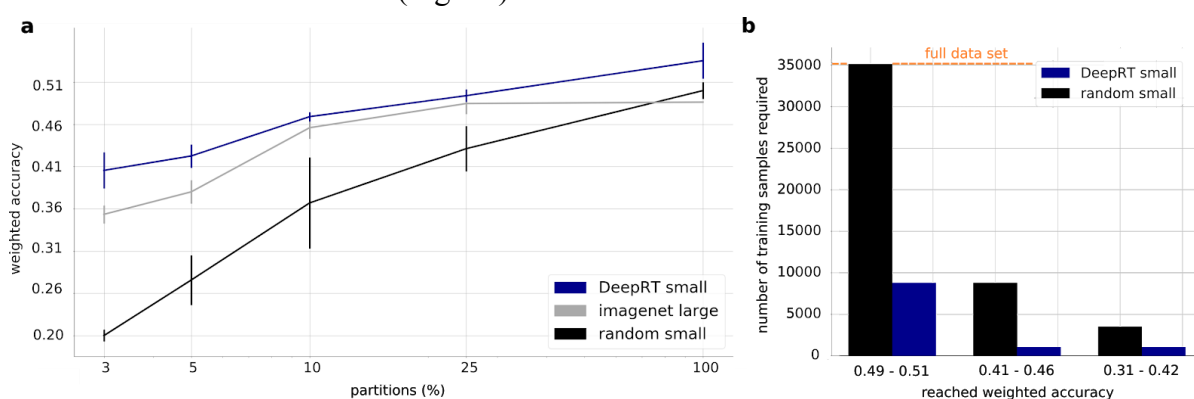 a
b
0.51
0.46
0.41
0.36
0.31
0.26
0.20
weighted accuracy
3
5
10
25
100
partitions (%)
DeepRT small
imagenet large
random small
full data set
35000
30000
25000
20000
15000
10000
5000
0
number of training samples required
DeepRT small
random small
0.49 - 0.51
0.41 - 0.46
0.31 - 0.42
reached weighted accuracy